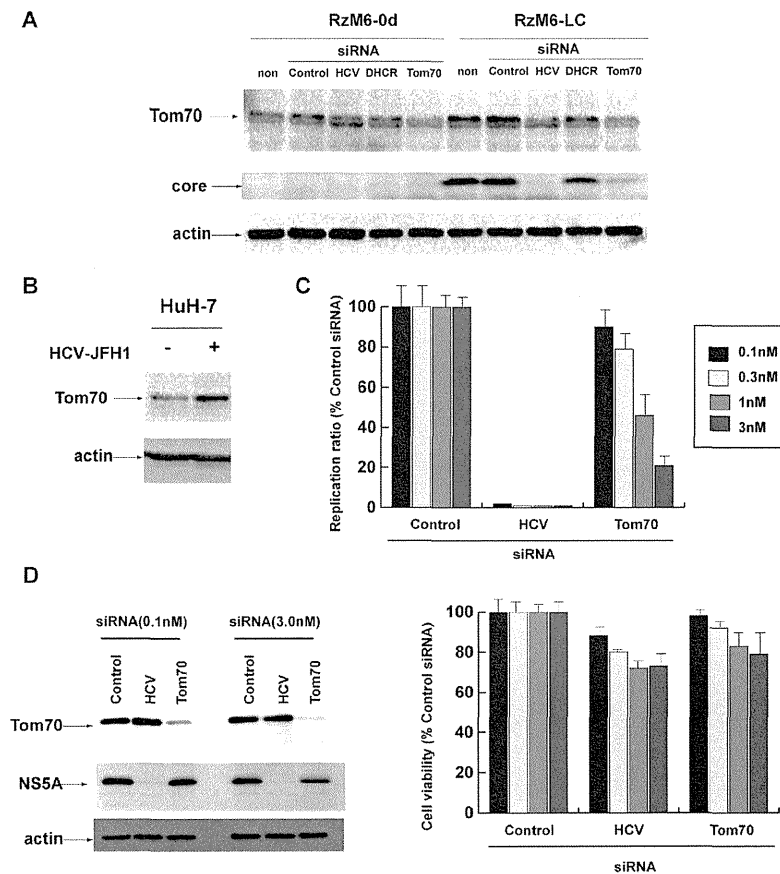 A
RzM6-0d RzM6-LC
siRNA siRNA
non Control HCV DHCR Tom70 non Control HCV DHCR Tom70
Tom70
core
actin
B
HuH-7
HCV-JFH1 - +
Tom70
actin
C
Replication ratio (% Control siRNA)
100
80
60
40
20
0
Control HCV Tom70
siRNA
0.1nM
0.3nM
1nM
3nM
D
siRNA(0.1nM) siRNA(3.0nM)
Control HCV Tom70 Control HCV Tom70
Tom70
NS5A
actin
Cell viability (% Control siRNA)
100
80
60
40
20
0
Control HCV Tom70
siRNA